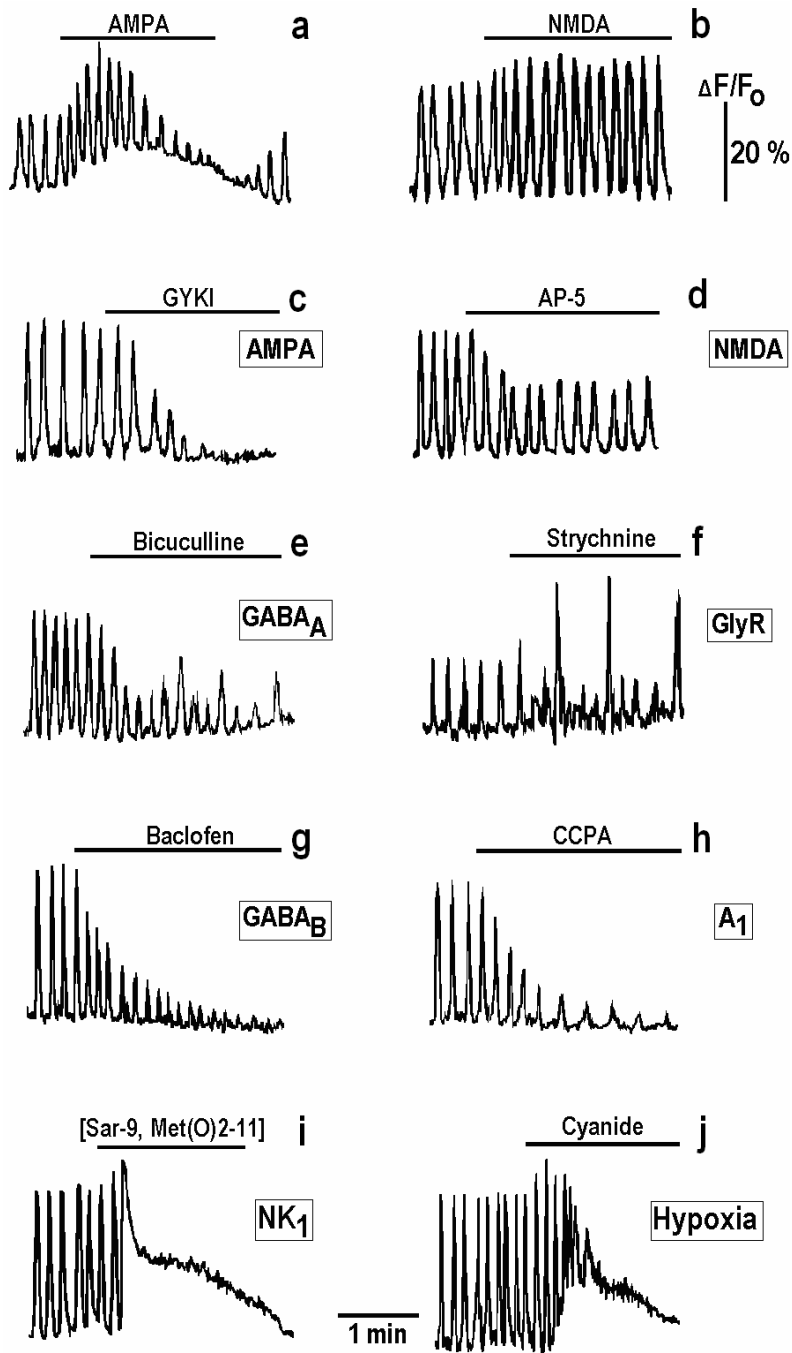 AMPA a
NMDA b
ΔF/Fo
20 %
GYKI c
AMPA
AP-5 d
NMDA
Bicuculline e
GABAA
Strychnine f
GlyR
Baclofen g
GABAB
CCPA h
A1
[Sar-9, Met(O)2-11] i
NK1
Cyanide j
Hypoxia
1 min